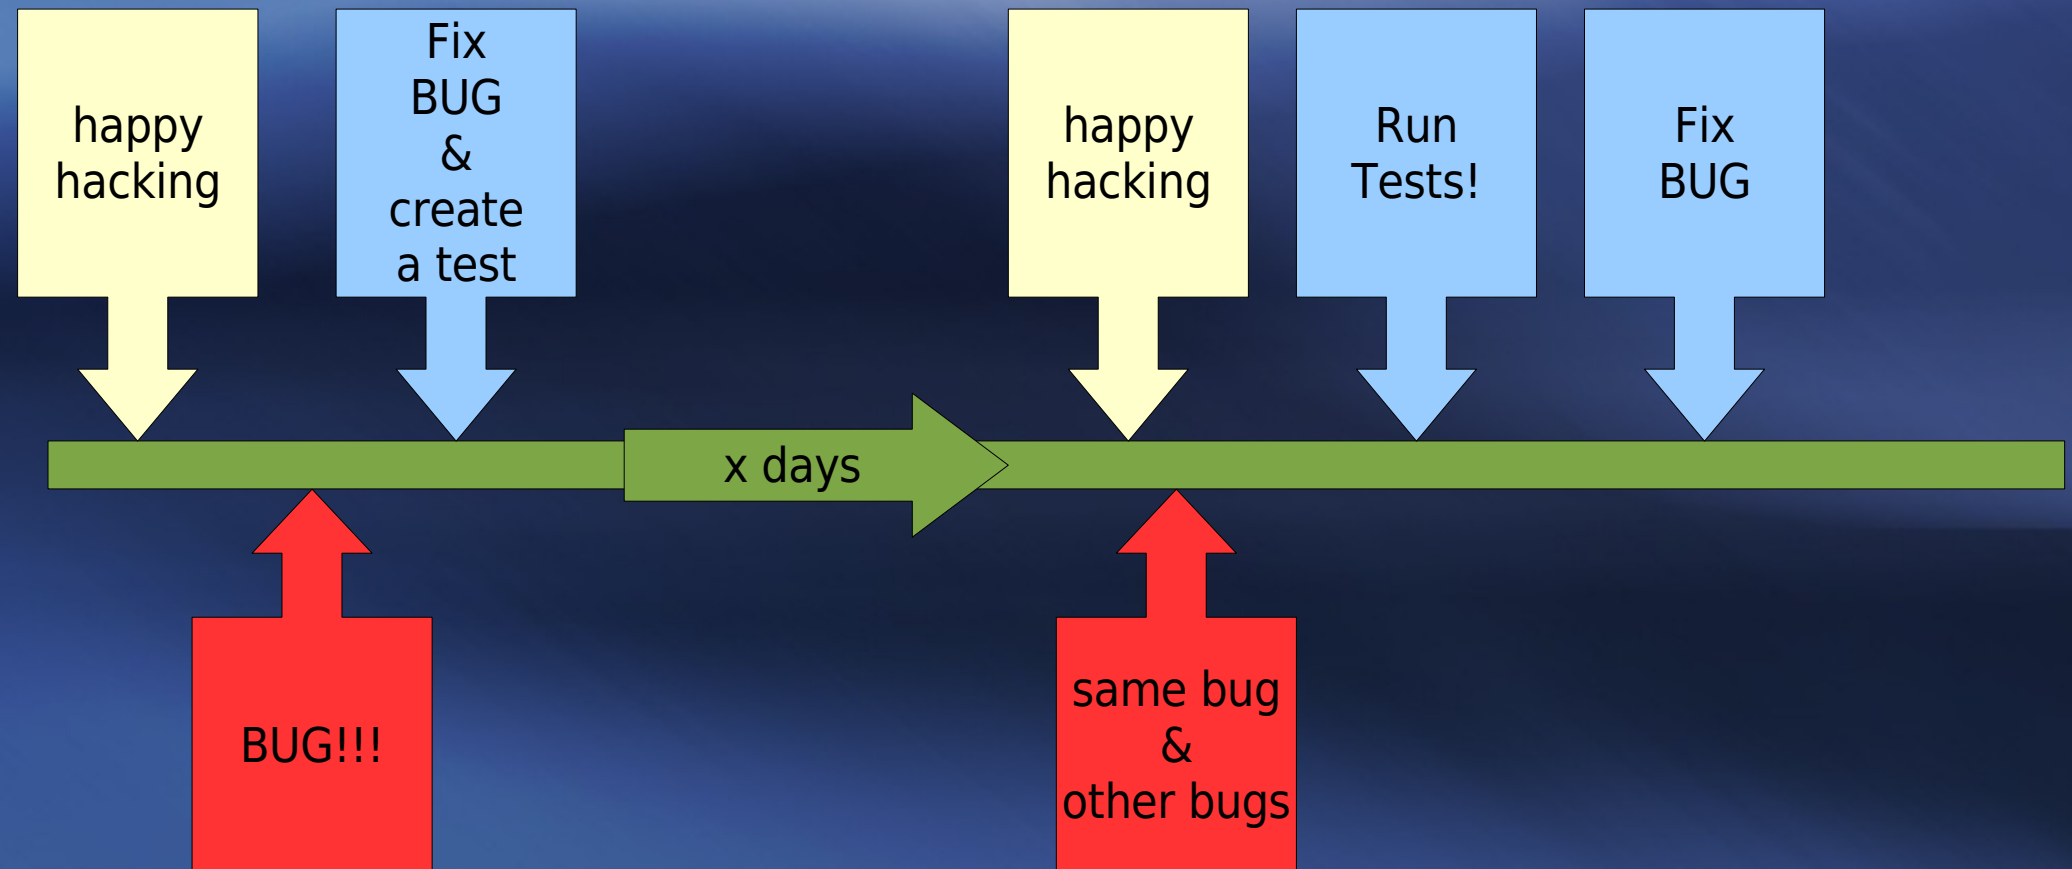 happy
hacking
Fix
BUG
&
create
a test
happy
hacking
Run
Tests!
Fix
BUG
x days
BUG!!!
same bug
&
other bugs